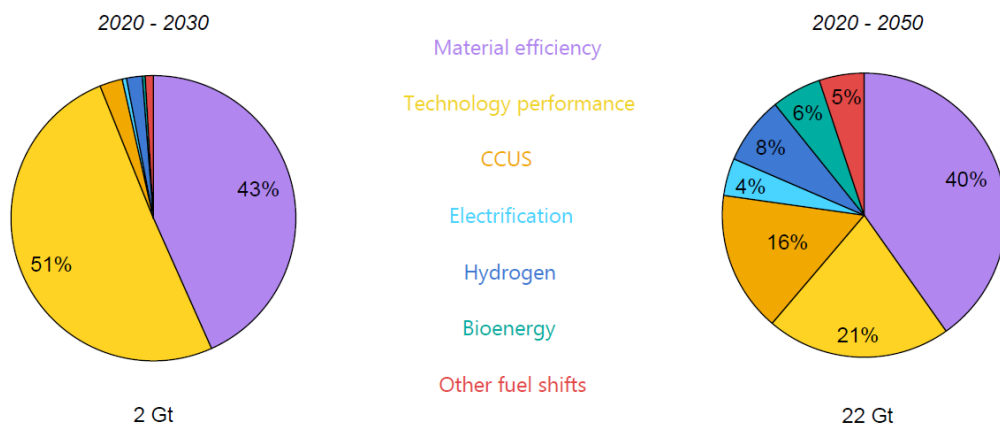 2020 - 2030
43%
51%
2 Gt
Material efficiency
Technology performance
CCUS
Electrification
Hydrogen
Bioenergy
Other fuel shifts
2020 - 2050
5%
6%
8%
4%
40%
16%
21%
22 Gt